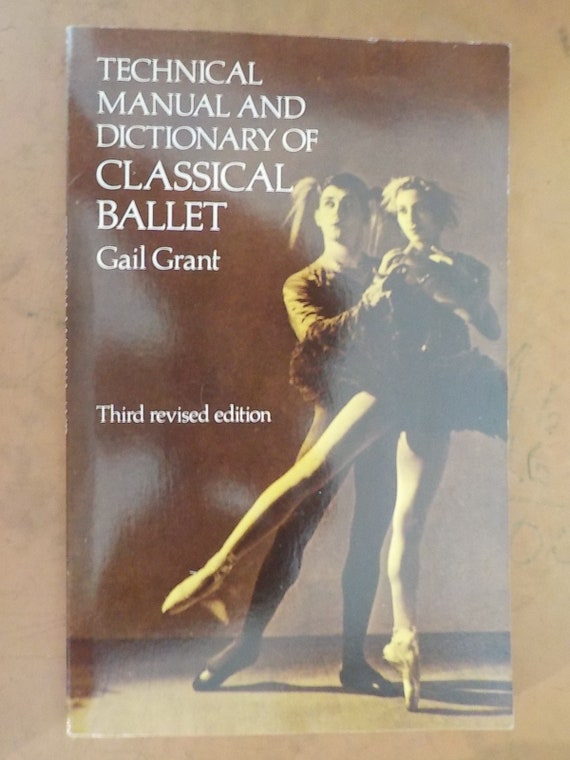 TECHNICAL
MANUAL AND
DICTIONARY OF
CLASSICAL
BALLET
Gail Grant
Third revised edition